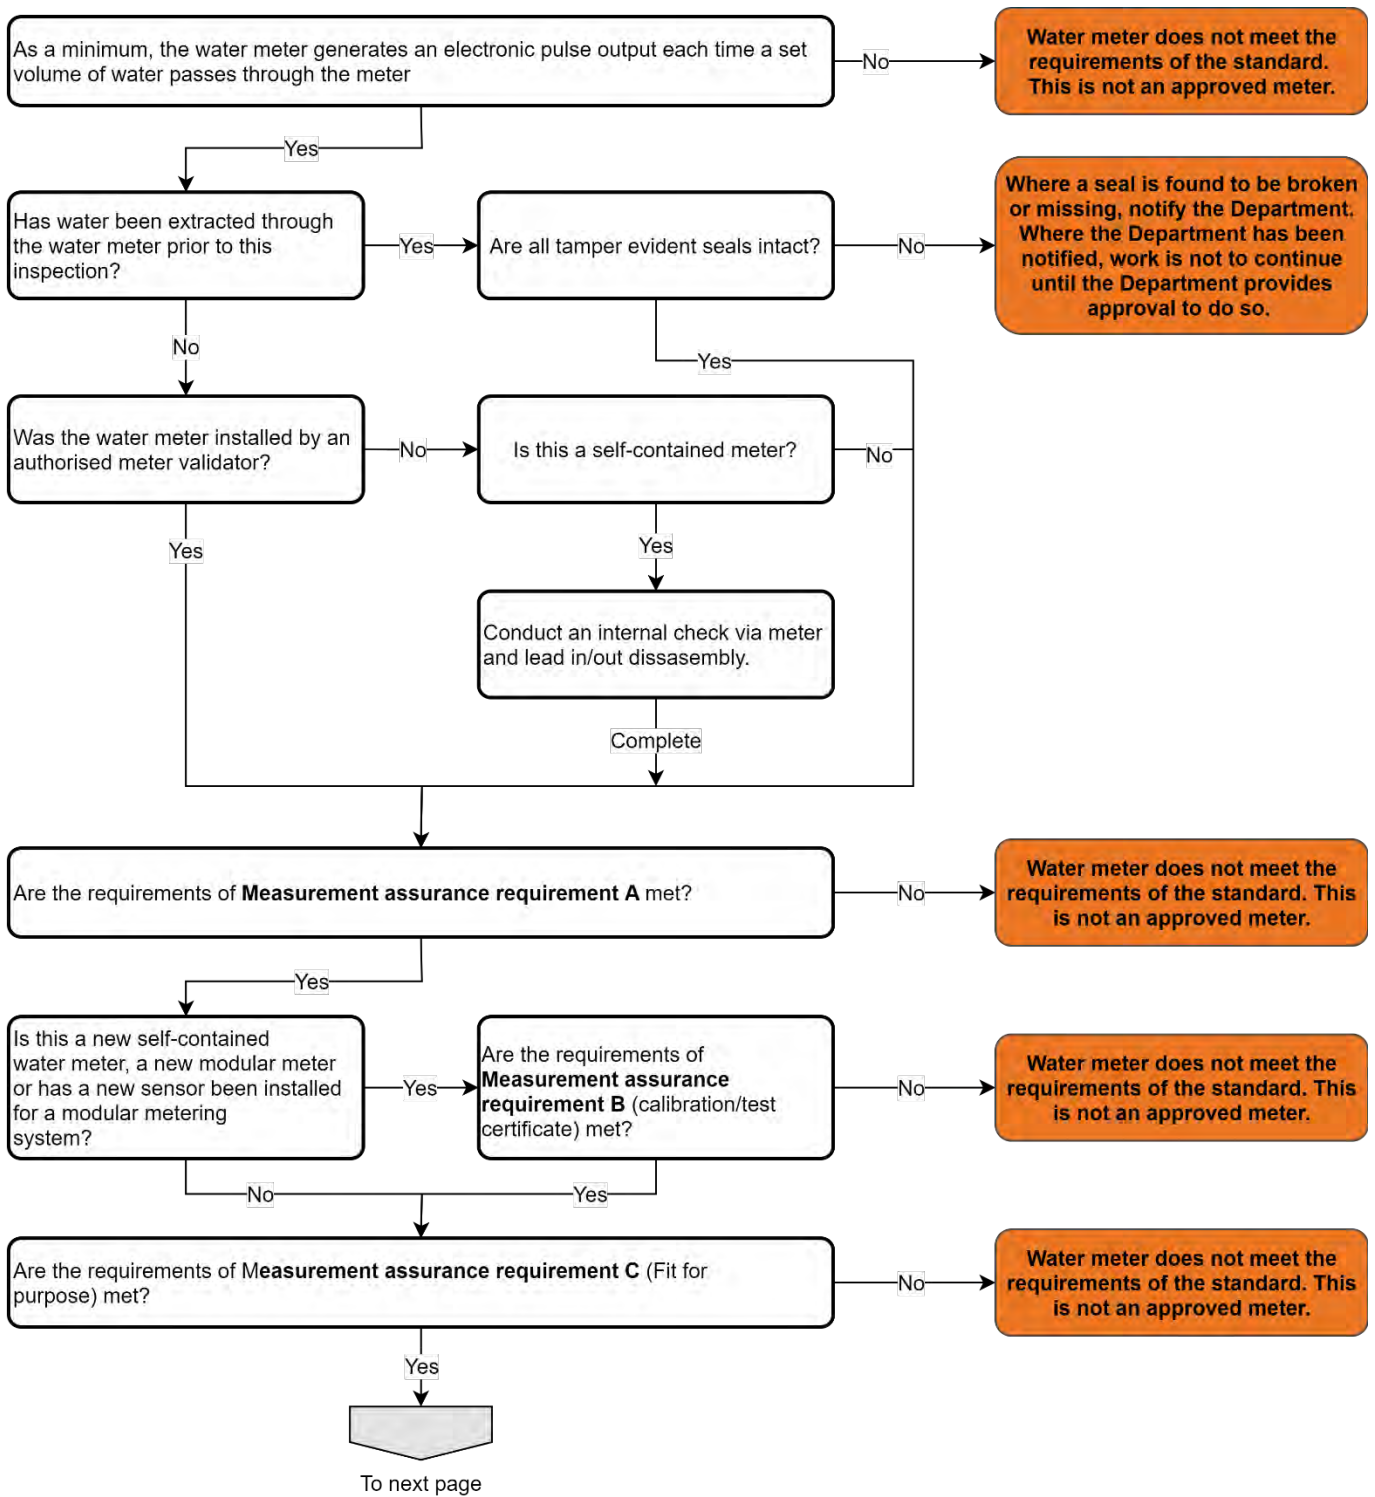 As a minimum, the water meter generates an electronic pulse output each time a set
volume of water passes through the meter
No
Water meter does not meet the
requirements of the standard.
This is not an approved meter.
Yes
Has water been extracted through
the water meter prior to this
inspection?
Yes
Are all tamper evident seals intact?
No
Where a seal is found to be broken
or missing, notify the Department.
Where the Department has been
notified, work is not to continue
until the Department provides
approval to do so.
No
Yes
Was the water meter installed by an
authorised meter validator?
No
Is this a self-contained meter?
No
Yes
Yes
Conduct an internal check via meter
and lead in/out dissasembly.
Complete
Are the requirements of Measurement assurance requirement A met?
No
Water meter does not meet the
requirements of the standard. This
is not an approved meter.
Yes
Is this a new self-contained
water meter, a new modular meter
or has a new sensor been installed
for a modular metering
system?
Yes
Are the requirements of
Measurement assurance
requirement B (calibration/test
certificate) met?
No
Water meter does not meet the
requirements of the standard. This
is not an approved meter.
No
Yes
Are the requirements of Measurement assurance requirement C (Fit for
purpose) met?
No
Water meter does not meet the
requirements of the standard. This
is not an approved meter.
Yes
To next page